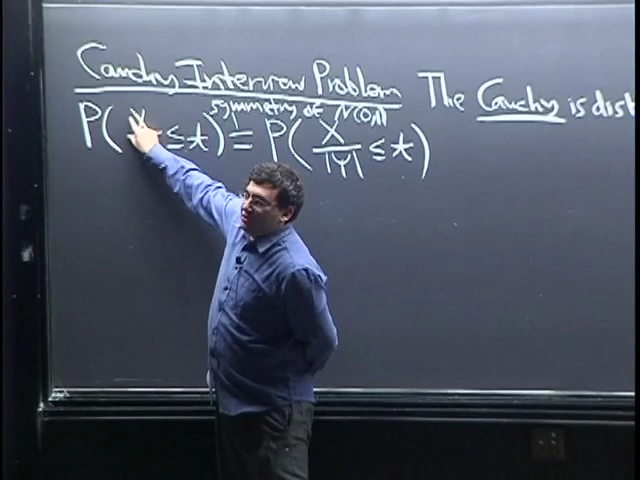 Cauchy Interview Problem
The Cauchy is dist
symmetry of N(0,1)
P( X ≤ t ) = P( X/|Y| ≤ t )